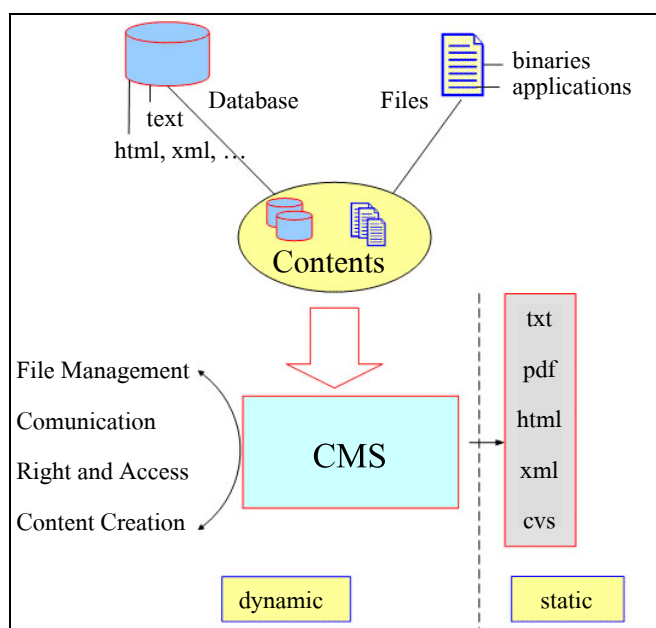 Database
text
html, xml, …
Files
binaries
applications
Contents
File Management
Comunication
Right and Access
Content Creation
CMS
txt
pdf
html
xml
cvs
dynamic
static